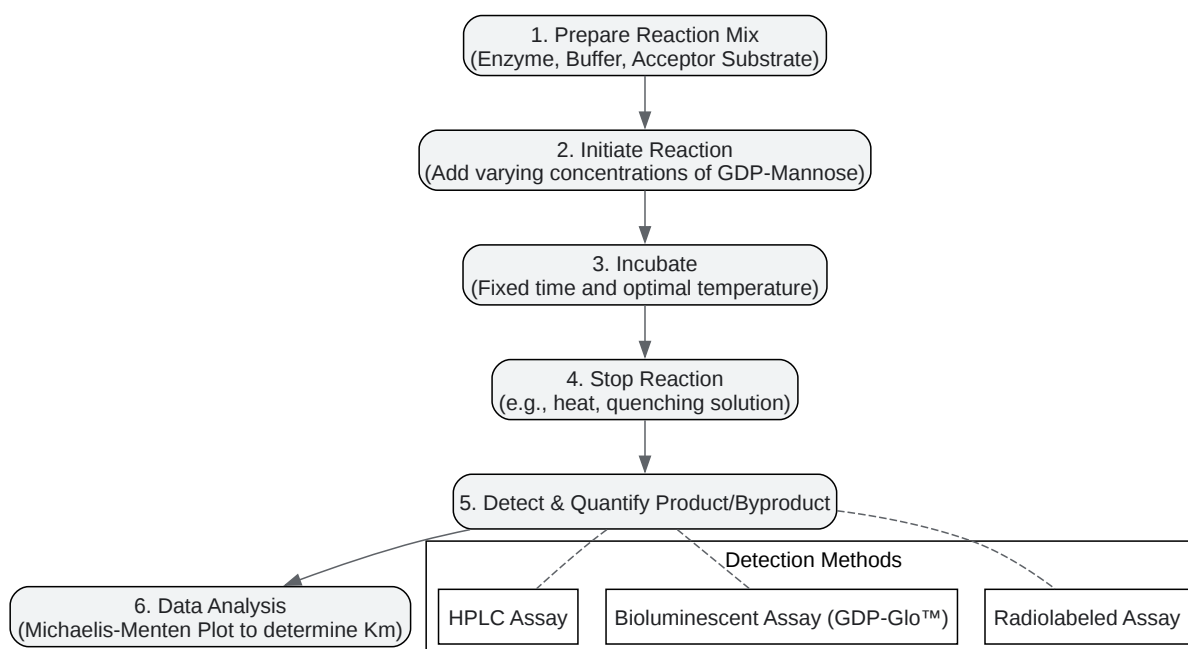 1. Prepare Reaction Mix
(Enzyme, Buffer, Acceptor Substrate)
2. Initiate Reaction
(Add varying concentrations of GDP-Mannose)
3. Incubate
(Fixed time and optimal temperature)
4. Stop Reaction
(e.g., heat, quenching solution)
5. Detect & Quantify Product/Byproduct
Detection Methods
6. Data Analysis
(Michaelis-Menten Plot to determine Km)
HPLC Assay
Bioluminescent Assay (GDP-Glo™)
Radiolabeled Assay